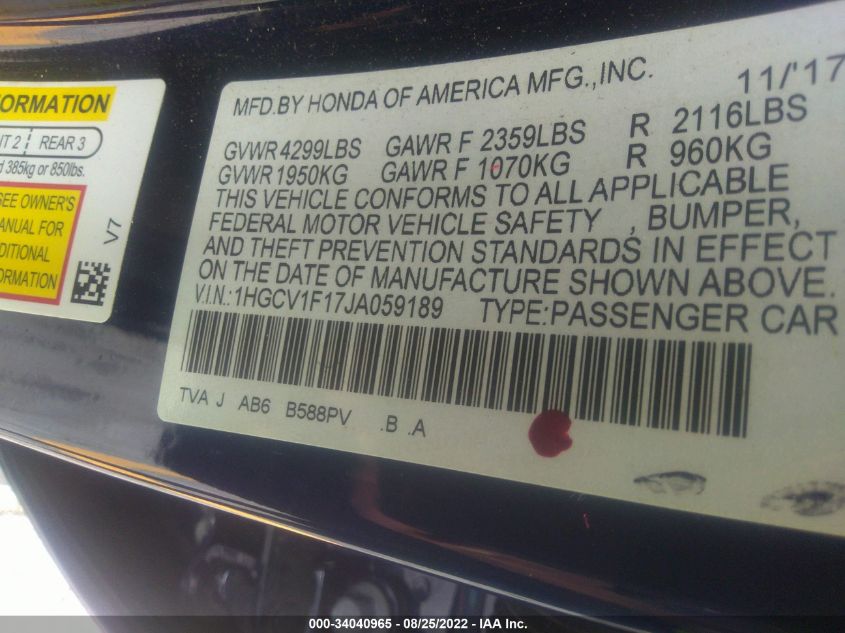 ORMATION
REAR 3
385kg or 850lbs.
SEE OWNER'S
MANUAL FOR
V7
MFD.BY HONDA OF AMERICA MFG.,INC. 11/'17
GVWR 4299LBS GAWR F 2359LBS R 2116LBS
GVWR 1950KG GAWR F 1070KG R 960KG
THIS VEHICLE CONFORMS TO ALL APPLICABLE
FEDERAL MOTOR VEHICLE SAFETY , BUMPER,
AND THEFT PREVENTION STANDARDS IN EFFECT
ON THE DATE OF MANUFACTURE SHOWN ABOVE.
V.I.N.:1HGCV1F17JA059189 TYPE:PASSENGER CAR
TVA J AB6 B588PV .B .A
000-34040965 - 08/25/2022 - IAA Inc.